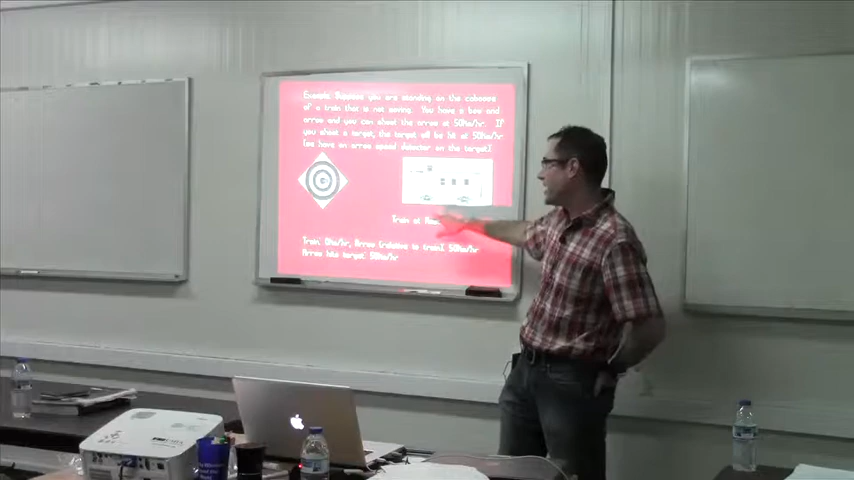 Example: Suppose you are standing on the caboose
of a train that is not moving. You have a bow and
arrow and you can shoot the arrow at 50km/hr. If
you shoot a target, the target will be hit at 50km/hr.
(we have an arrow speed detector on the target)
Train at
Train: 0km/hr, Arrow (relative to train): 50km/hr
Arrow hits target: 50km/hr